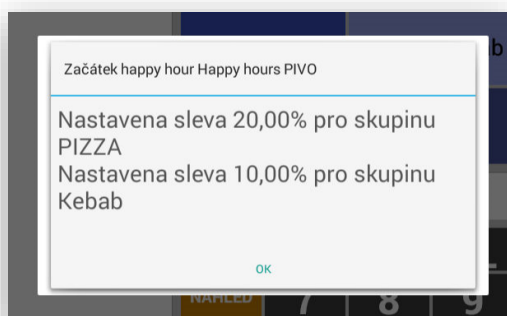 b
Začátek happy hour Happy hours PIVO
Nastavena sleva 20,00% pro skupinu
PIZZA
Nastavena sleva 10,00% pro skupinu
Kebab
OK
NÁHLED 7 8 9